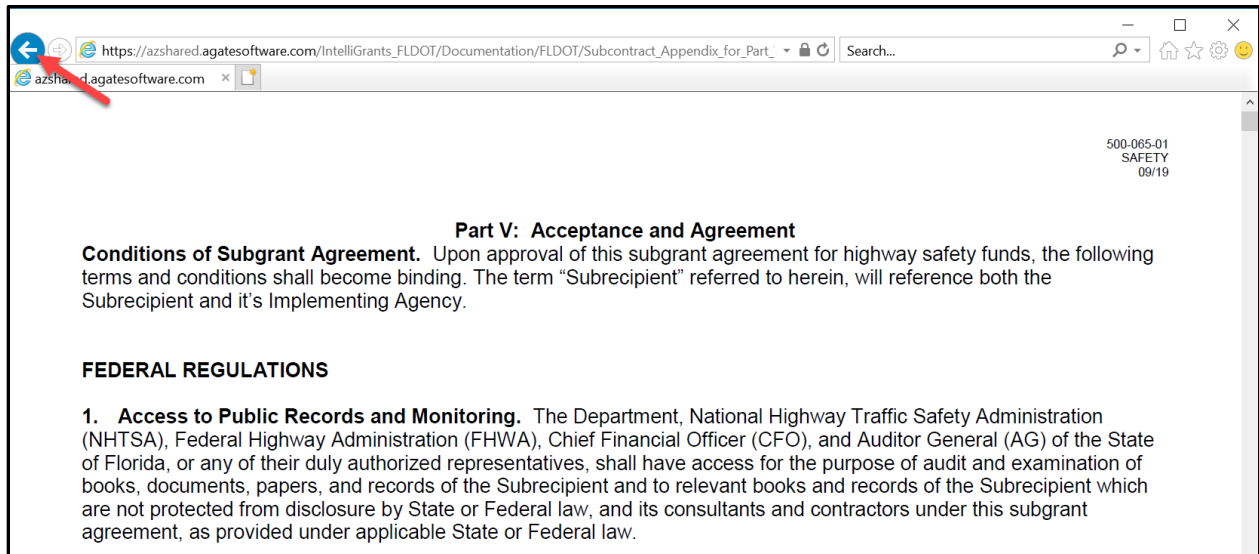 https://azshared.agatesoftware.com/IntelliGrants_FLDOT/Documentation/FLDOT/Subcontract_Appendix_for_Part_
Search...
azshared.agatesoftware.com
500-065-01
SAFETY
09/19
Part V: Acceptance and Agreement
Conditions of Subgrant Agreement. Upon approval of this subgrant agreement for highway safety funds, the following
terms and conditions shall become binding. The term “Subrecipient” referred to herein, will reference both the
Subrecipient and it’s Implementing Agency.
FEDERAL REGULATIONS
1. Access to Public Records and Monitoring. The Department, National Highway Traffic Safety Administration
(NHTSA), Federal Highway Administration (FHWA), Chief Financial Officer (CFO), and Auditor General (AG) of the State
of Florida, or any of their duly authorized representatives, shall have access for the purpose of audit and examination of
books, documents, papers, and records of the Subrecipient and to relevant books and records of the Subrecipient which
are not protected from disclosure by State or Federal law, and its consultants and contractors under this subgrant
agreement, as provided under applicable State or Federal law.